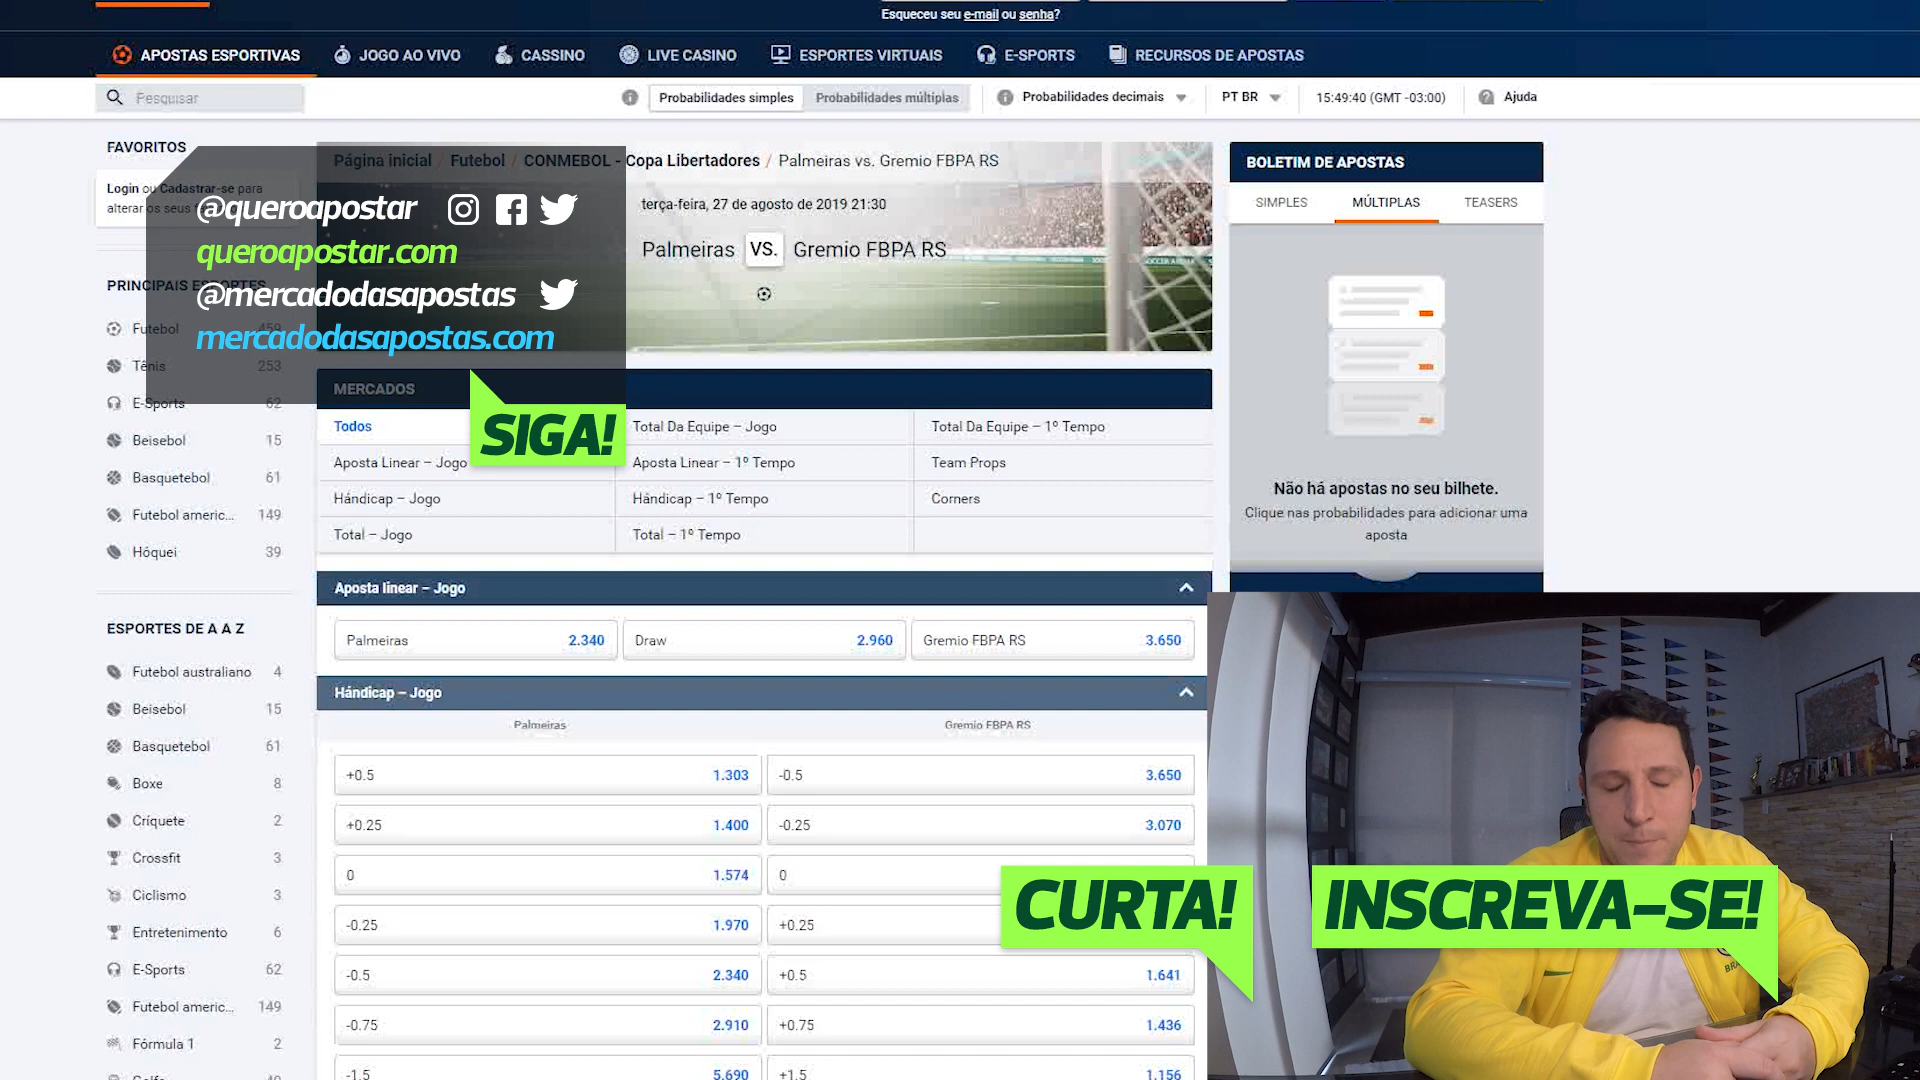 Esqueceu seu e-mail ou senha?
APOSTAS ESPORTIVAS
JOGO AO VIVO
CASSINO
LIVE CASINO
ESPORTES VIRTUAIS
E-SPORTS
RECURSOS DE APOSTAS
Pesquisar
Probabilidades simples
Probabilidades múltiplas
Probabilidades decimais
PT BR
15:49:40 (GMT -03:00)
Ajuda
FAVORITOS
Login ou Cadastrar-se para
alterar os seus
PRINCIPAIS ESPORTES
Futebol 459
Tênis 253
E-Sports 62
Beisebol 15
Basquetebol 61
Futebol americ... 149
Hóquei 39
ESPORTES DE A A Z
Futebol australiano 4
Beisebol 15
Basquetebol 61
Boxe 8
Críquete 2
Crossfit 3
Ciclismo 3
Entretenimento 6
E-Sports 62
Futebol americ... 149
Fórmula 1 2
@queroapostar
queroapostar.com
@mercadodasapostas
mercadodasapostas.com
SIGA!
Página inicial / Futebol / CONMEBOL - Copa Libertadores / Palmeiras vs. Gremio FBPA RS
terça-feira, 27 de agosto de 2019 21:30
Palmeiras VS. Gremio FBPA RS
MERCADOS
Todos
Total Da Equipe – Jogo
Total Da Equipe – 1º Tempo
Aposta Linear – Jogo
Aposta Linear – 1º Tempo
Team Props
Hándicap – Jogo
Hándicap – 1º Tempo
Corners
Total – Jogo
Total – 1º Tempo
Aposta linear – Jogo
Palmeiras 2.340
Draw 2.960
Gremio FBPA RS 3.650
Hándicap – Jogo
Palmeiras
Gremio FBPA RS
+0.5 1.303
-0.5 3.650
+0.25 1.400
-0.25 3.070
0 1.574
0
-0.25 1.970
+0.25
-0.5 2.340
+0.5 1.641
-0.75 2.910
+0.75 1.436
-1.5 5.690
+1.5 1.156
BOLETIM DE APOSTAS
SIMPLES
MÚLTIPLAS
TEASERS
Não há apostas no seu bilhete.
Clique nas probabilidades para adicionar uma
aposta
CURTA!
INSCREVA-SE!